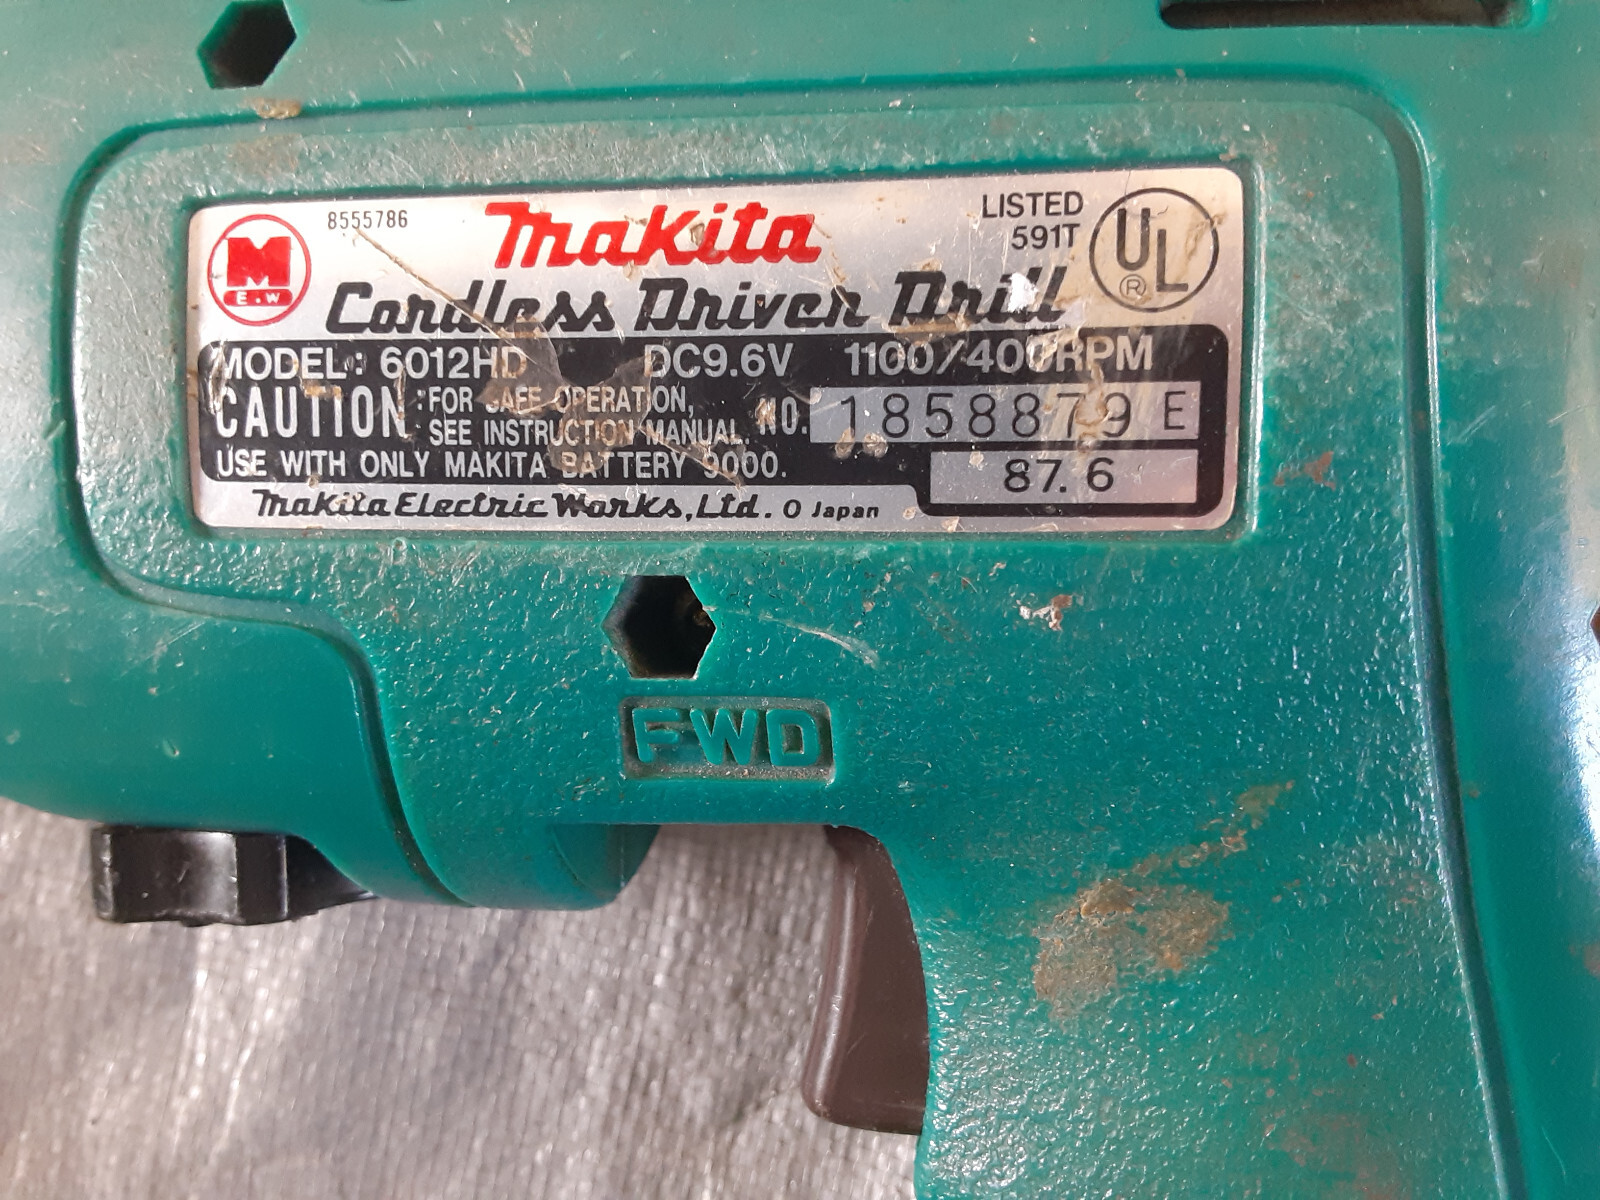 M
E.W
8555786
Makita
LISTED
591T
UL
®
Cordless Driver Drill
MODEL: 6012HD DC9.6V 1100/400RPM
CAUTION: FOR SAFE OPERATION,
SEE INSTRUCTION MANUAL. NO. 1858879 E
USE WITH ONLY MAKITA BATTERY 9000.
87.6
Makita Electric Works, Ltd. O Japan
FWD